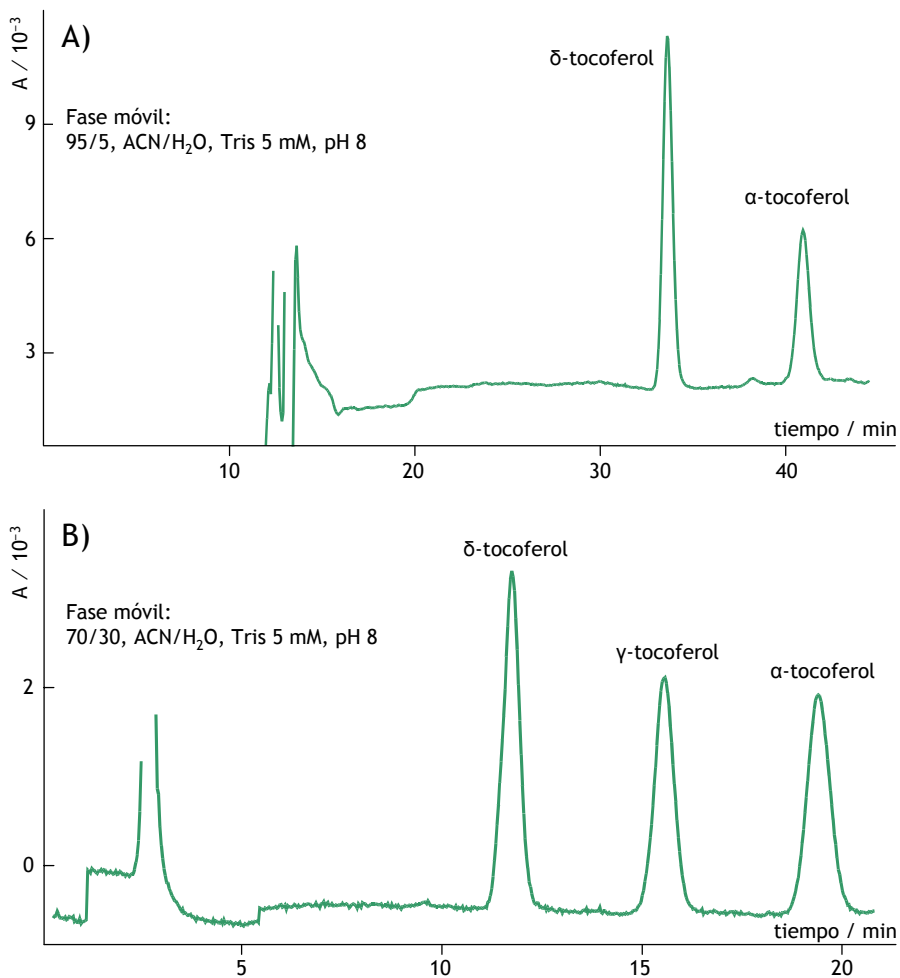 A)
A / 10⁻³
Fase móvil:
95/5, ACN/H₂O, Tris 5 mM, pH 8
δ-tocoferol
α-tocoferol
9
6
3
tiempo / min
10 20 30 40
B)
A / 10⁻³
Fase móvil:
70/30, ACN/H₂O, Tris 5 mM, pH 8
δ-tocoferol
γ-tocoferol
α-tocoferol
2
0
tiempo / min
5 10 15 20